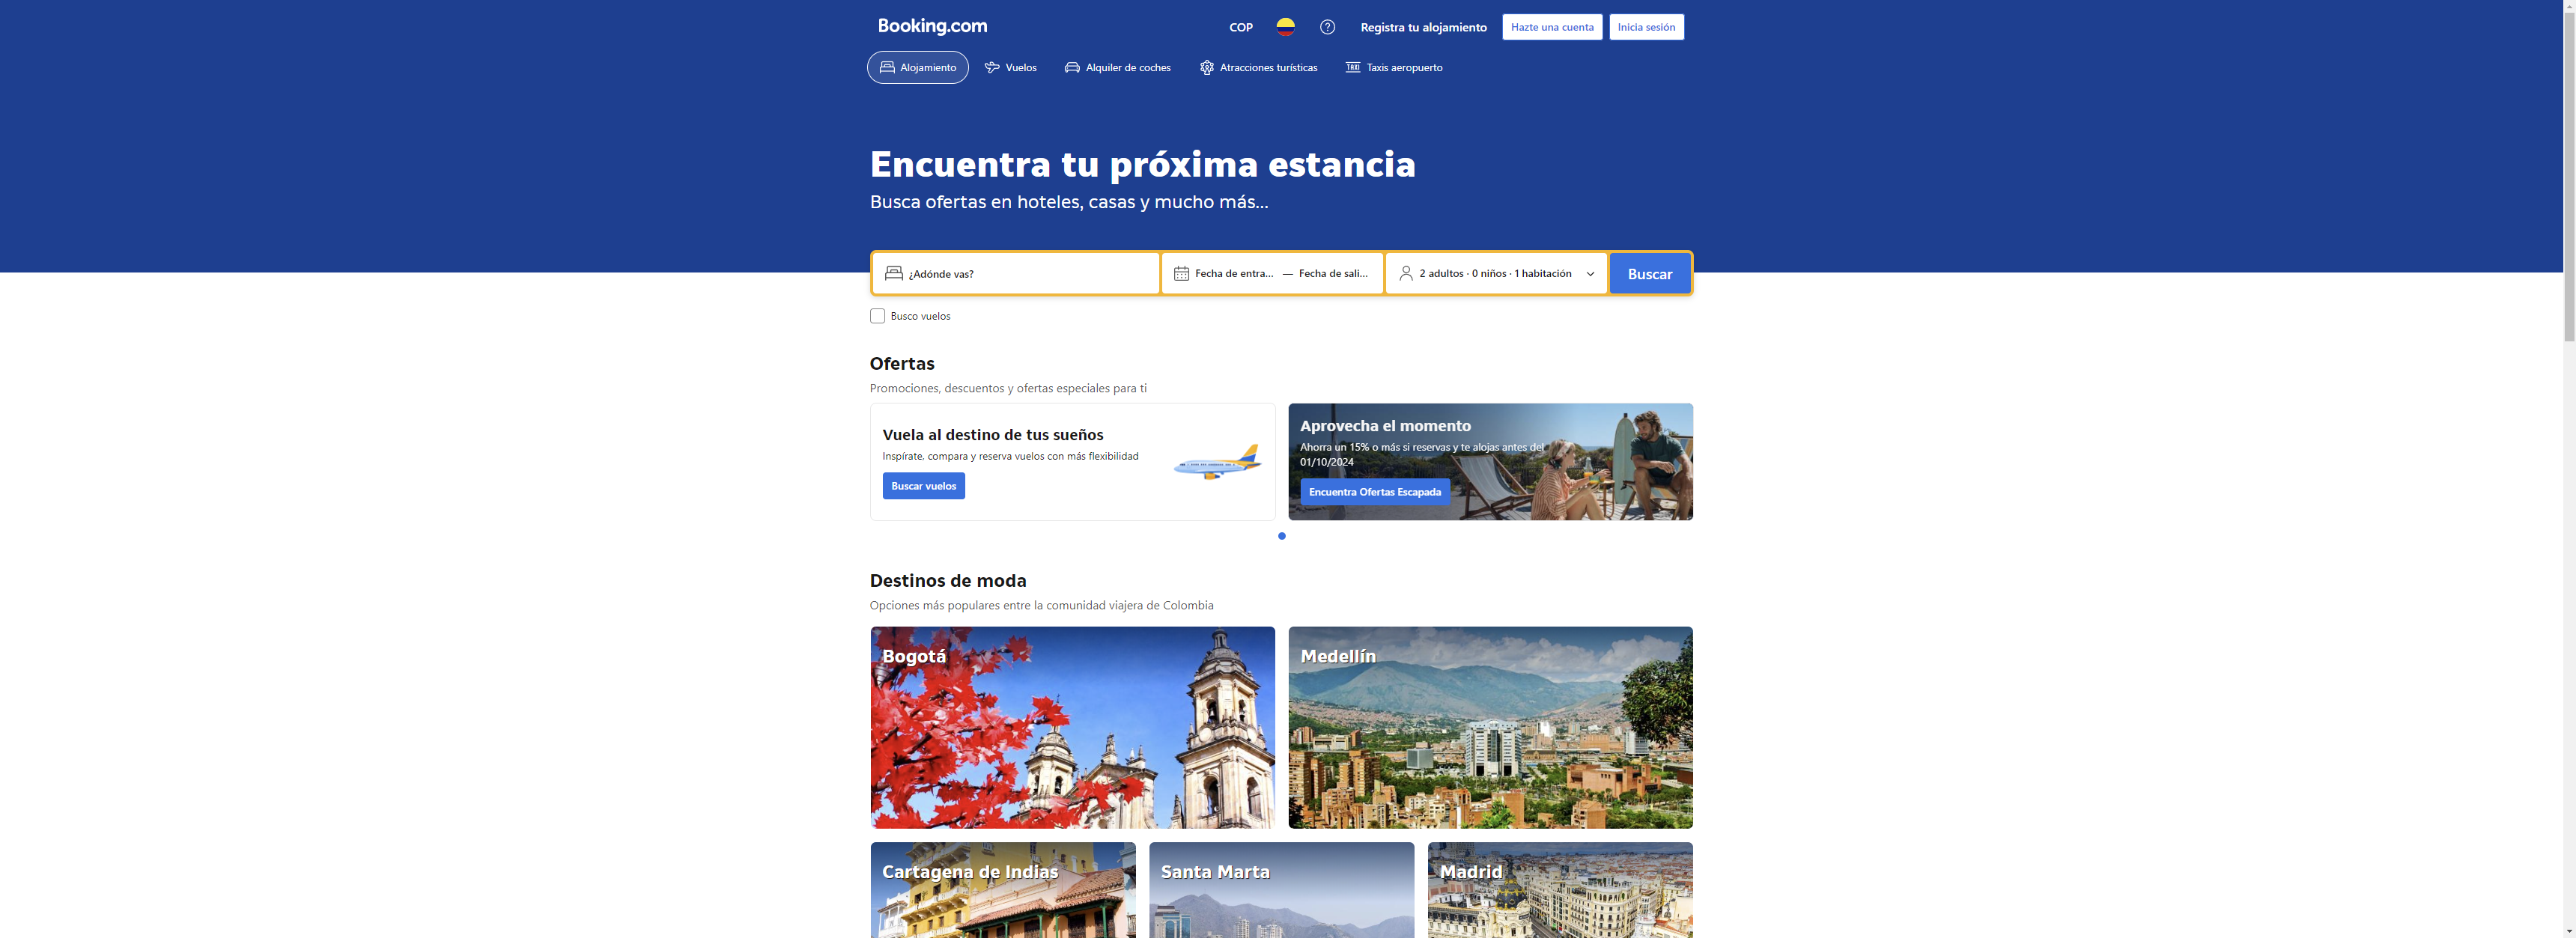 Booking.com
COP
Registra tu alojamiento
Hazte una cuenta
Inicia sesión
Alojamiento
Vuelos
Alquiler de coches
Atracciones turísticas
TAXI
Taxis aeropuerto
Encuentra tu próxima estancia
Busca ofertas en hoteles, casas y mucho más...
¿Adónde vas?
Fecha de entra... — Fecha de sali...
2 adultos · 0 niños · 1 habitación
Buscar
Busco vuelos
Ofertas
Promociones, descuentos y ofertas especiales para ti
Vuela al destino de tus sueños
Inspírate, compara y reserva vuelos con más flexibilidad
Buscar vuelos
Aprovecha el momento
Ahorra un 15% o más si reservas y te alojas antes del
01/10/2024
Encuentra Ofertas Escapada
Destinos de moda
Opciones más populares entre la comunidad viajera de Colombia
Bogotá
Medellín
Cartagena de Indias
Santa Marta
Madrid